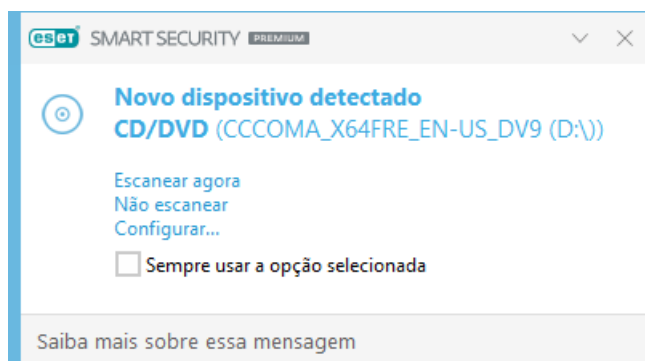 eset SMART SECURITY PREMIUM
Novo dispositivo detectado
CD/DVD (CCCOMA_X64FRE_EN-US_DV9 (D:\))
Escanear agora
Não escanear
Configurar...
Sempre usar a opção selecionada
Saiba mais sobre essa mensagem